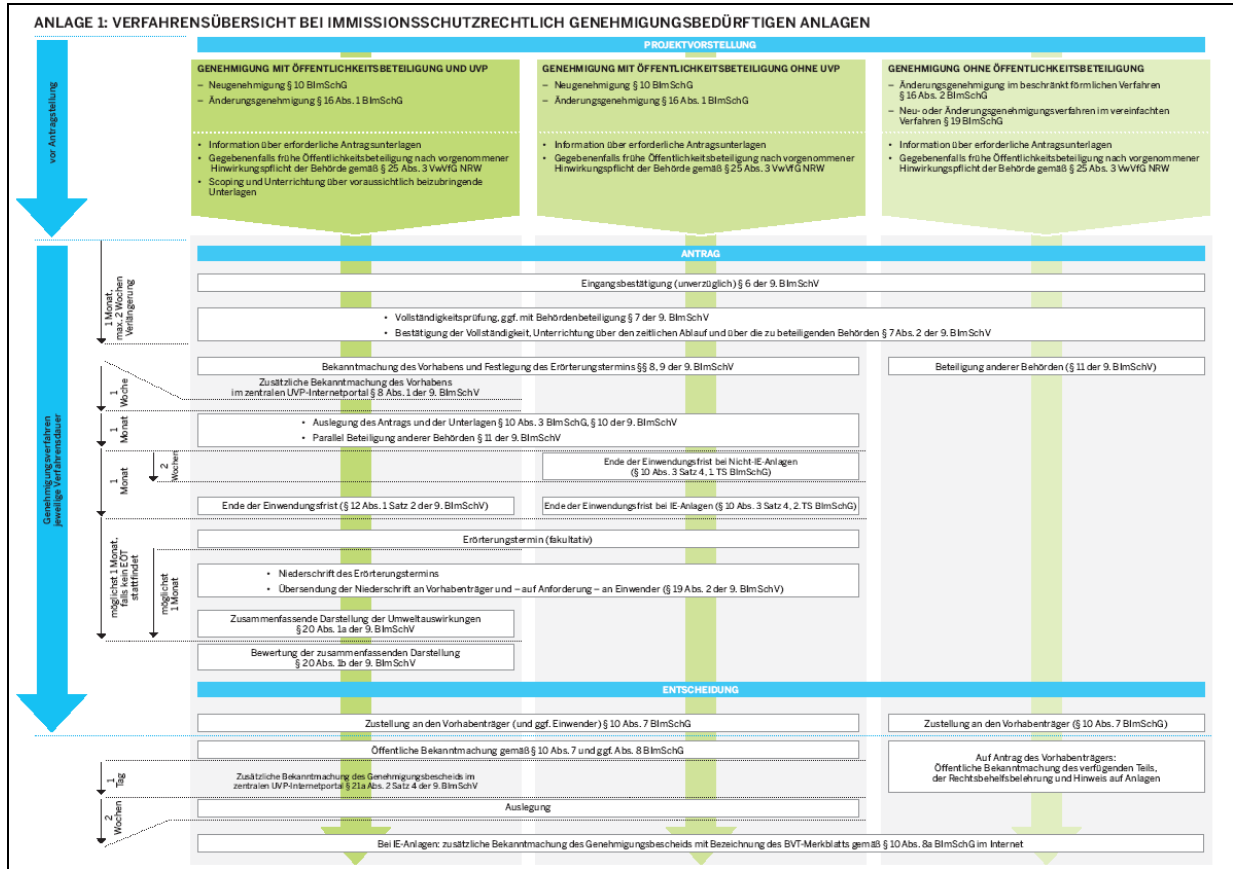 ANLAGE 1: VERFAHRENSÜBERSICHT BEI IMMISSIONSSCHUTZRECHTLICH GENEHMIGUNGSBEDÜRFTIGEN ANLAGEN
PROJEKTVORSTELLUNG
vor Antragstellung
GENEHMIGUNG MIT ÖFFENTLICHKEITSBETEILIGUNG UND UVP
– Neugenehmigung § 10 BImSchG
– Änderungsgenehmigung § 16 Abs. 1 BImSchG
• Information über erforderliche Antragsunterlagen
• Gegebenenfalls frühe Öffentlichkeitsbeteiligung nach vorgenommener
Hinwirkungspflicht der Behörde gemäß § 25 Abs. 3 VwVfG NRW
• Scoping und Unterrichtung über voraussichtlich beizubringende
Unterlagen
GENEHMIGUNG MIT ÖFFENTLICHKEITSBETEILIGUNG OHNE UVP
– Neugenehmigung § 10 BImSchG
– Änderungsgenehmigung § 16 Abs. 1 BImSchG
• Information über erforderliche Antragsunterlagen
• Gegebenenfalls frühe Öffentlichkeitsbeteiligung nach vorgenommener
Hinwirkungspflicht der Behörde gemäß § 25 Abs. 3 VwVfG NRW
GENEHMIGUNG OHNE ÖFFENTLICHKEITSBETEILIGUNG
– Änderungsgenehmigung im beschränkt förmlichen Verfahren
§ 16 Abs. 2 BImSchG
– Neu- oder Änderungsgenehmigungsverfahren im vereinfachten
Verfahren § 19 BImSchG
• Information über erforderliche Antragsunterlagen
• Gegebenenfalls frühe Öffentlichkeitsbeteiligung nach vorgenommener
Hinwirkungspflicht der Behörde gemäß § 25 Abs. 3 VwVfG NRW
Genehmigungsverfahren
jeweilige Verfahrensdauer
ANTRAG
1 Monat,
max. 2 Wochen
Verlängerung
Eingangsbestätigung (unverzüglich) § 6 der 9. BImSchV
• Vollständigkeitsprüfung, ggf. mit Behördenbeteiligung § 7 der 9. BImSchV
• Bestätigung der Vollständigkeit, Unterrichtung über den zeitlichen Ablauf und über die zu beteiligenden Behörden § 7 Abs. 2 der 9. BImSchV
1
Woche
Bekanntmachung des Vorhabens und Festlegung des Erörterungstermins §§ 8, 9 der 9. BImSchV
Beteiligung anderer Behörden (§ 11 der 9. BImSchV)
Zusätzliche Bekanntmachung des Vorhabens
im zentralen UVP-Internetportal § 8 Abs. 1 der 9. BImSchV
1
Monat
• Auslegung des Antrags und der Unterlagen § 10 Abs. 3 BImSchG, § 10 der 9. BImSchV
• Parallel Beteiligung anderer Behörden § 11 der 9. BImSchV
1
Monat
2
Wochen
Ende der Einwendungsfrist bei Nicht-IE-Anlagen
(§ 10 Abs. 3 Satz 4, 1. TS BImSchG)
Ende der Einwendungsfrist (§ 12 Abs. 1 Satz 2 der 9. BImSchV)
Ende der Einwendungsfrist bei IE-Anlagen (§ 10 Abs. 3 Satz 4, 2. TS BImSchG)
möglichst 1 Monat,
falls kein EÖT
stattfindet
möglichst
1 Monat
Erörterungstermin (fakultativ)
• Niederschrift des Erörterungstermins
• Übersendung der Niederschrift an Vorhabenträger und – auf Anforderung – an Einwender (§ 19 Abs. 2 der 9. BImSchV)
Zusammenfassende Darstellung der Umweltauswirkungen
§ 20 Abs. 1a der 9. BImSchV
Bewertung der zusammenfassenden Darstellung
§ 20 Abs. 1b der 9. BImSchV
ENTSCHEIDUNG
Zustellung an den Vorhabenträger (und ggf. Einwender) § 10 Abs. 7 BImSchG
Zustellung an den Vorhabenträger (§ 10 Abs. 7 BImSchG)
Öffentliche Bekanntmachung gemäß § 10 Abs. 7 und ggf. Abs. 8 BImSchG
Auf Antrag des Vorhabenträgers:
Öffentliche Bekanntmachung des verfügenden Teils,
der Rechtsbehelfsbelehrung und Hinweis auf Anlagen
1
Tag
Zusätzliche Bekanntmachung des Genehmigungsbescheids im
zentralen UVP-Internetportal § 21a Abs. 2 Satz 4 der 9. BImSchV
2
Wochen
Auslegung
Bei IE-Anlagen: zusätzliche Bekanntmachung des Genehmigungsbescheids mit Bezeichnung des BVT-Merkblatts gemäß § 10 Abs. 8a BImSchG im Internet